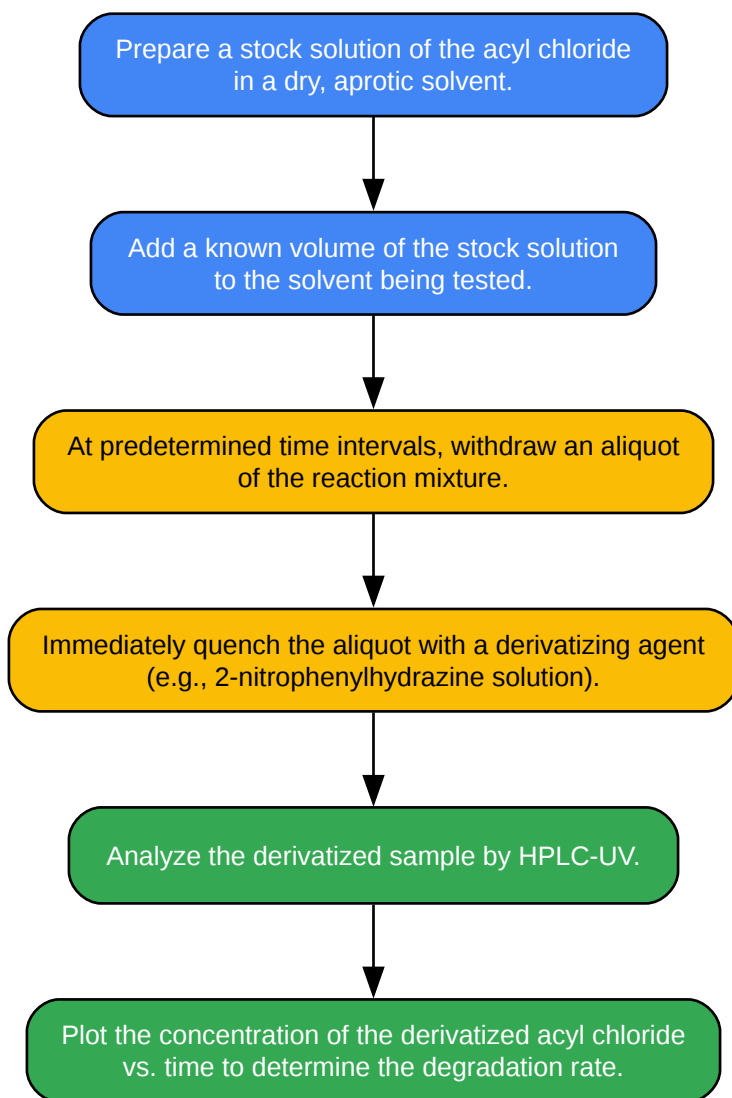 Prepare a stock solution of the acyl chloride
in a dry, aprotic solvent.
Add a known volume of the stock solution
to the solvent being tested.
At predetermined time intervals, withdraw an aliquot
of the reaction mixture.
Immediately quench the aliquot with a derivatizing agent
(e.g., 2-nitrophenylhydrazine solution).
Analyze the derivatized sample by HPLC-UV.
Plot the concentration of the derivatized acyl chloride
vs. time to determine the degradation rate.